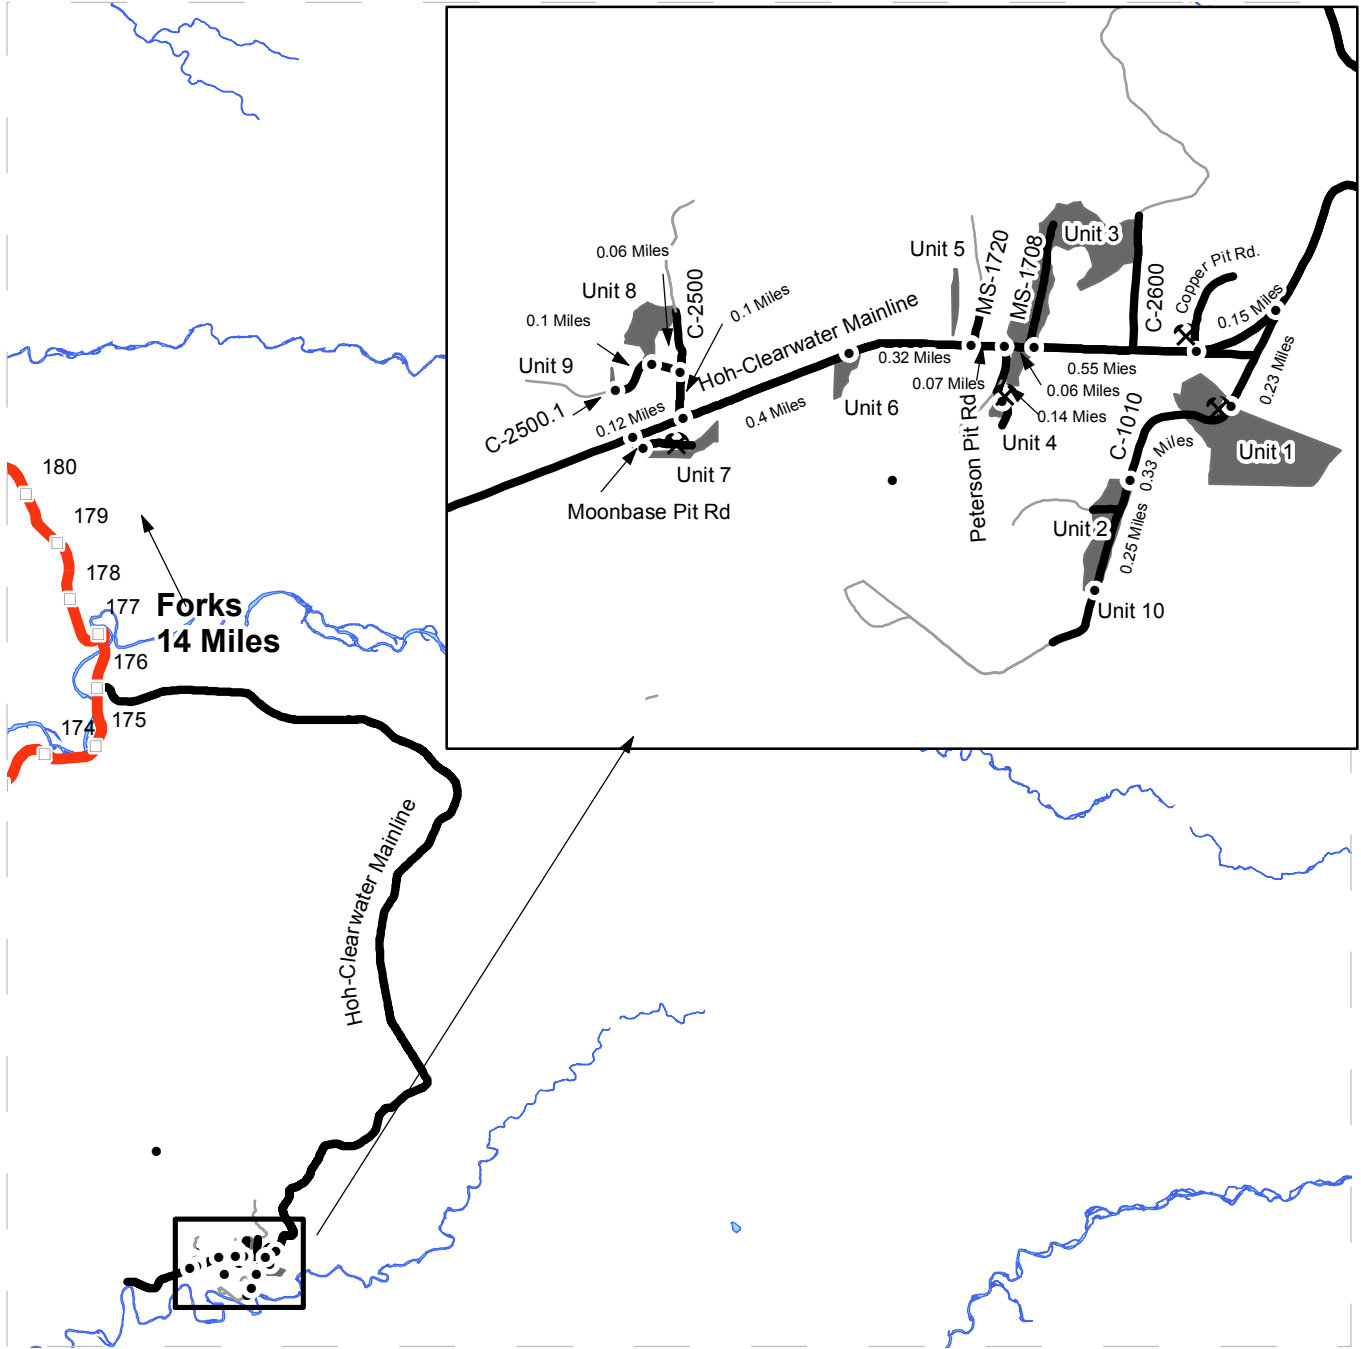 Unit 3
Unit 5
MS-1720
MS-1708
0.06 Miles
C-2500
C-2600
Copper Pit Rd.
Unit 8
0.1 Miles
0.1 Miles
0.15 Miles
Hoh-Clearwater Mainline
Unit 9
0.32 Miles
0.55 Mies
0.23 Miles
0.07 Miles
0.06 Mies
C-2500.1
0.12 Miles
0.4 Miles
Unit 6
Peterson Pit Rd
0.14 Mies
C-1010
Unit 4
0.33 Miles
Unit 1
Unit 7
Moonbase Pit Rd
Unit 2
0.25 Miles
Unit 10
180
179
178
177
Forks
14 Miles
176
175
174
Hoh-Clearwater Mainline